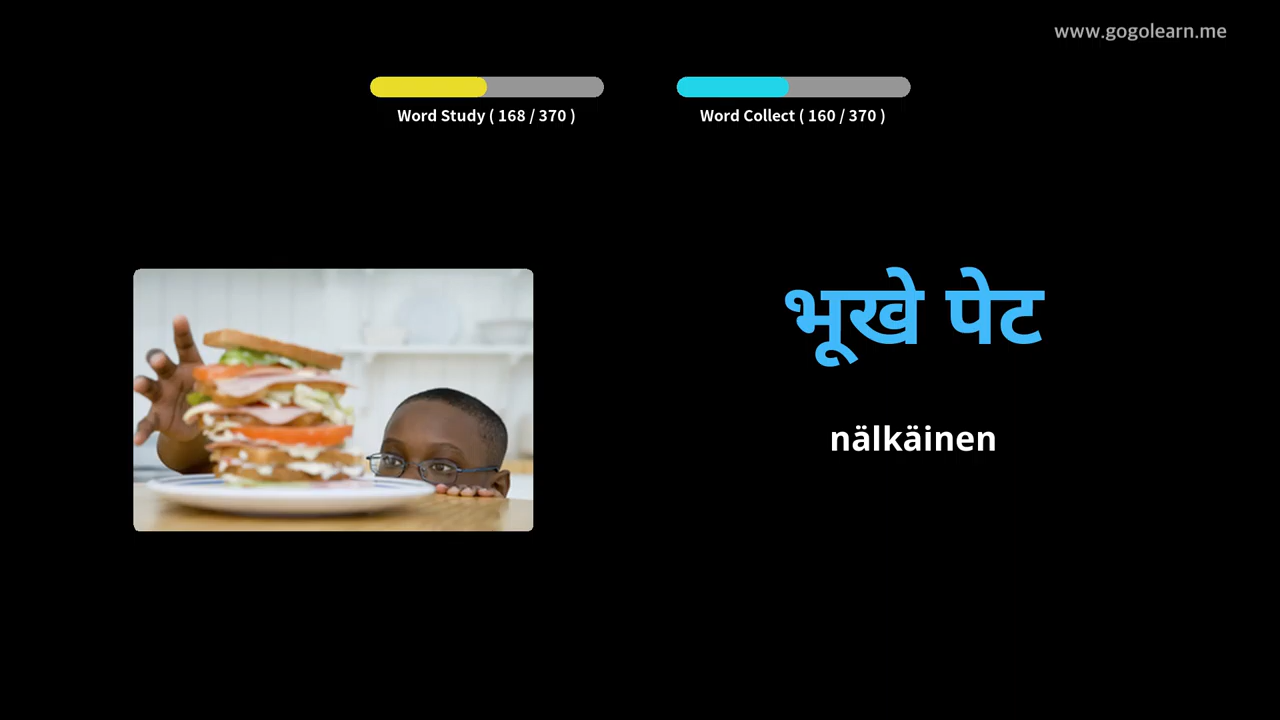 www.gogolearn.me
Word Study ( 168 / 370 )
Word Collect ( 160 / 370 )
भूखे पेट
nälkäinen